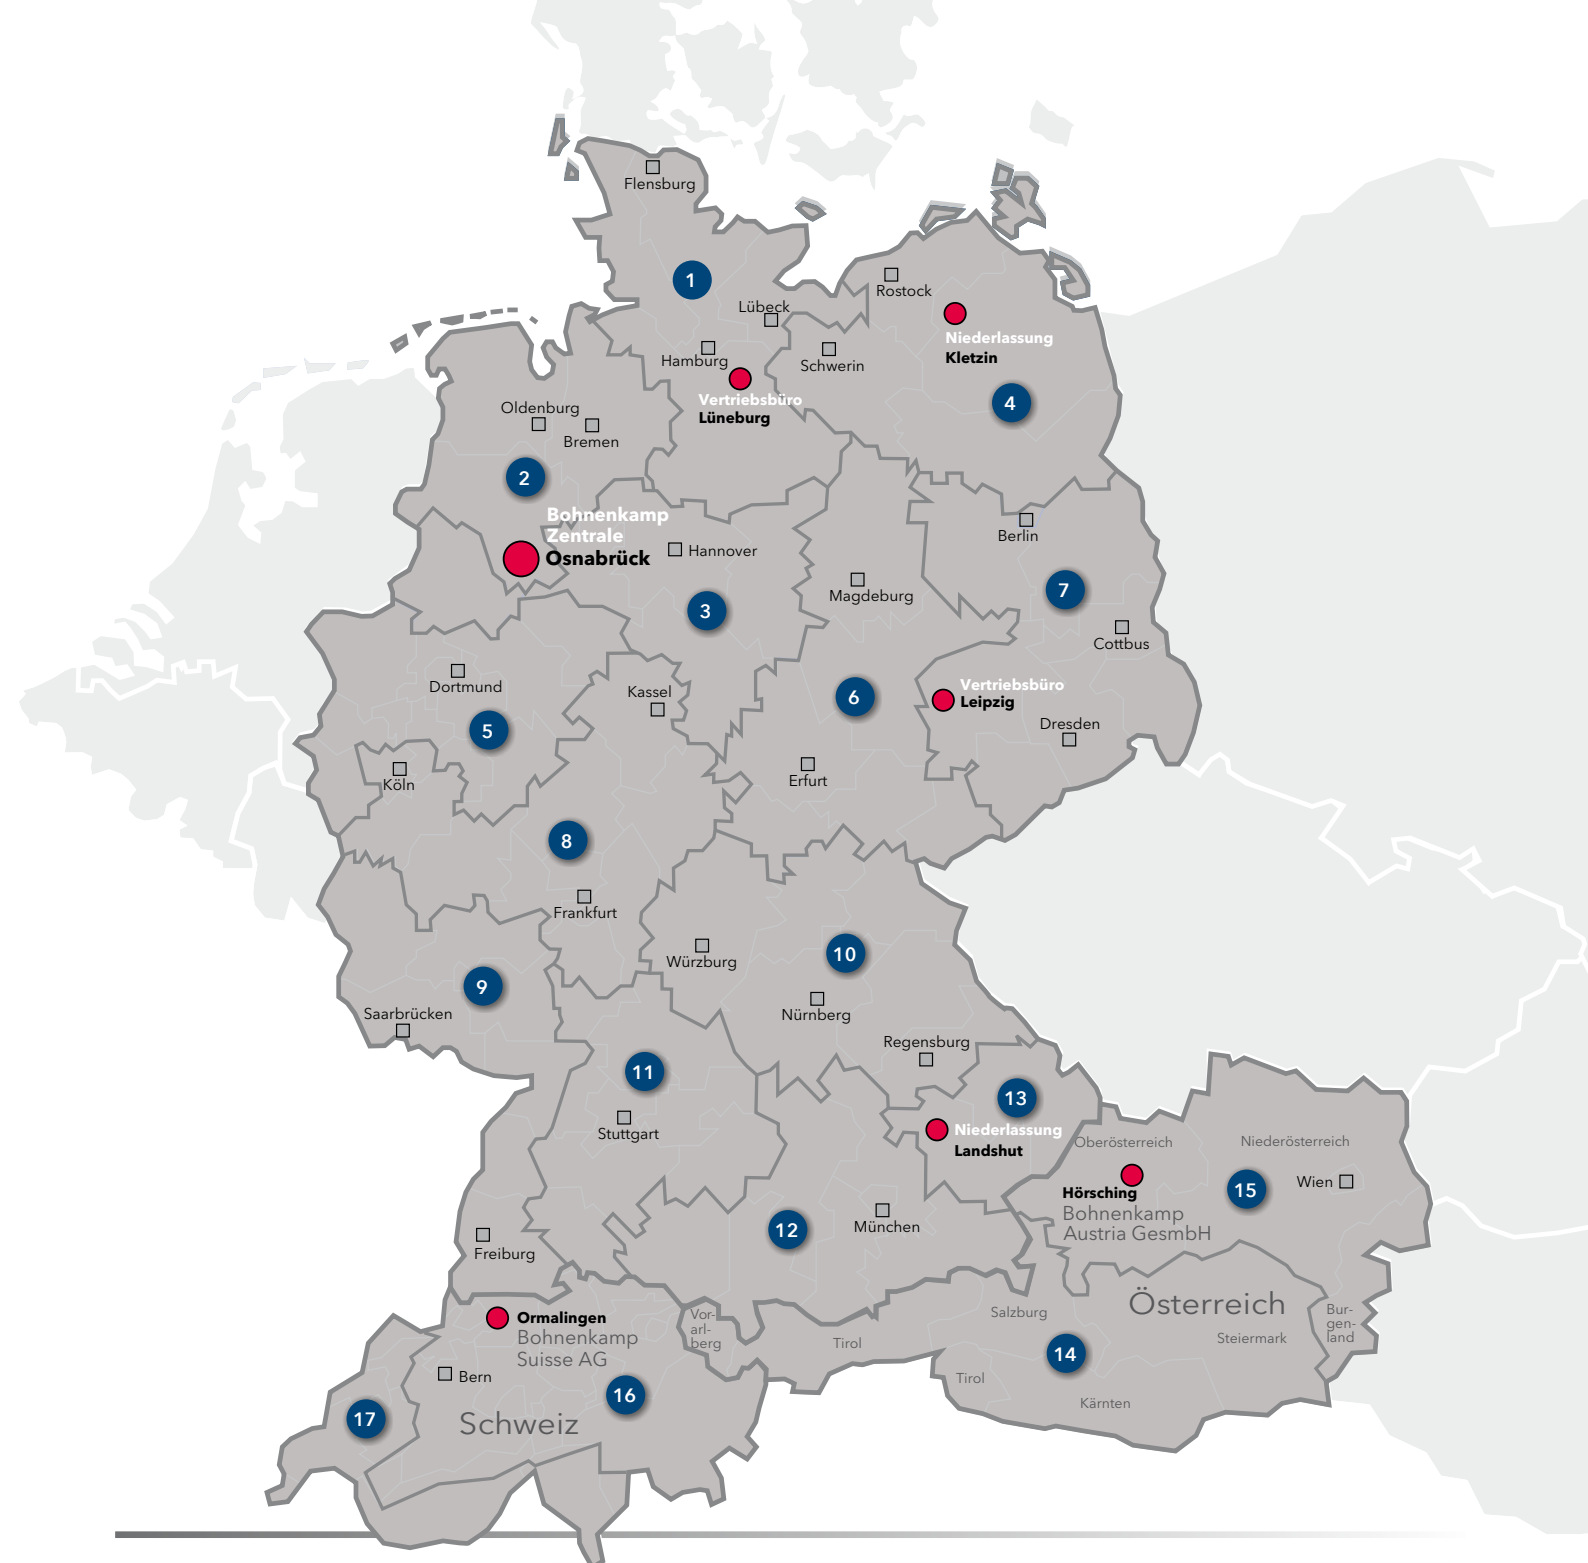 Flensburg
1
Rostock
Lübeck
Niederlassung
Kletzin
Hamburg
Schwerin
Vertriebsbüro
Lüneburg
4
Oldenburg
Bremen
2
Bohnenkamp
Zentrale
Osnabrück
Hannover
Berlin
Magdeburg
7
3
Cottbus
Dortmund
Kassel
6
Vertriebsbüro
Leipzig
5
Dresden
Köln
Erfurt
8
Frankfurt
Würzburg
10
9
Nürnberg
Saarbrücken
Regensburg
11
13
Stuttgart
Niederlassung
Landshut
Oberösterreich
Niederösterreich
Hörsching
Bohnenkamp
Austria GesmbH
15
Wien
12
München
Freiburg
Ormalingen
Bohnenkamp
Suisse AG
Vor-
arl-
berg
Tirol
Salzburg
Österreich
Steiermark
Bur-
gen-
land
14
Tirol
Kärnten
Bern
16
17
Schweiz